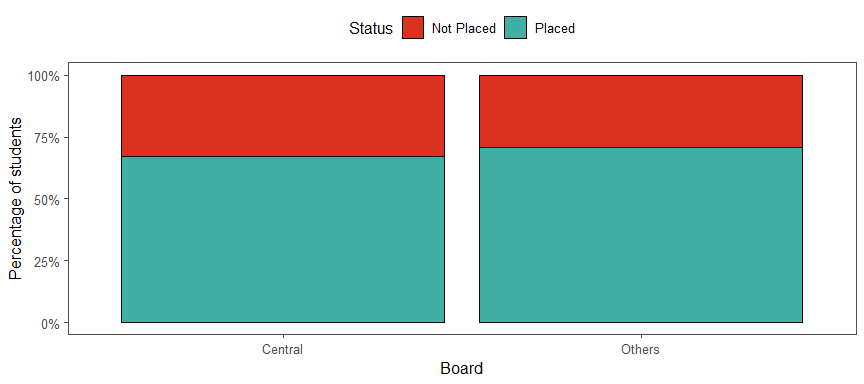 Status Not Placed Placed
100%
75%
50%
25%
0%
Percentage of students
Central Others
Board